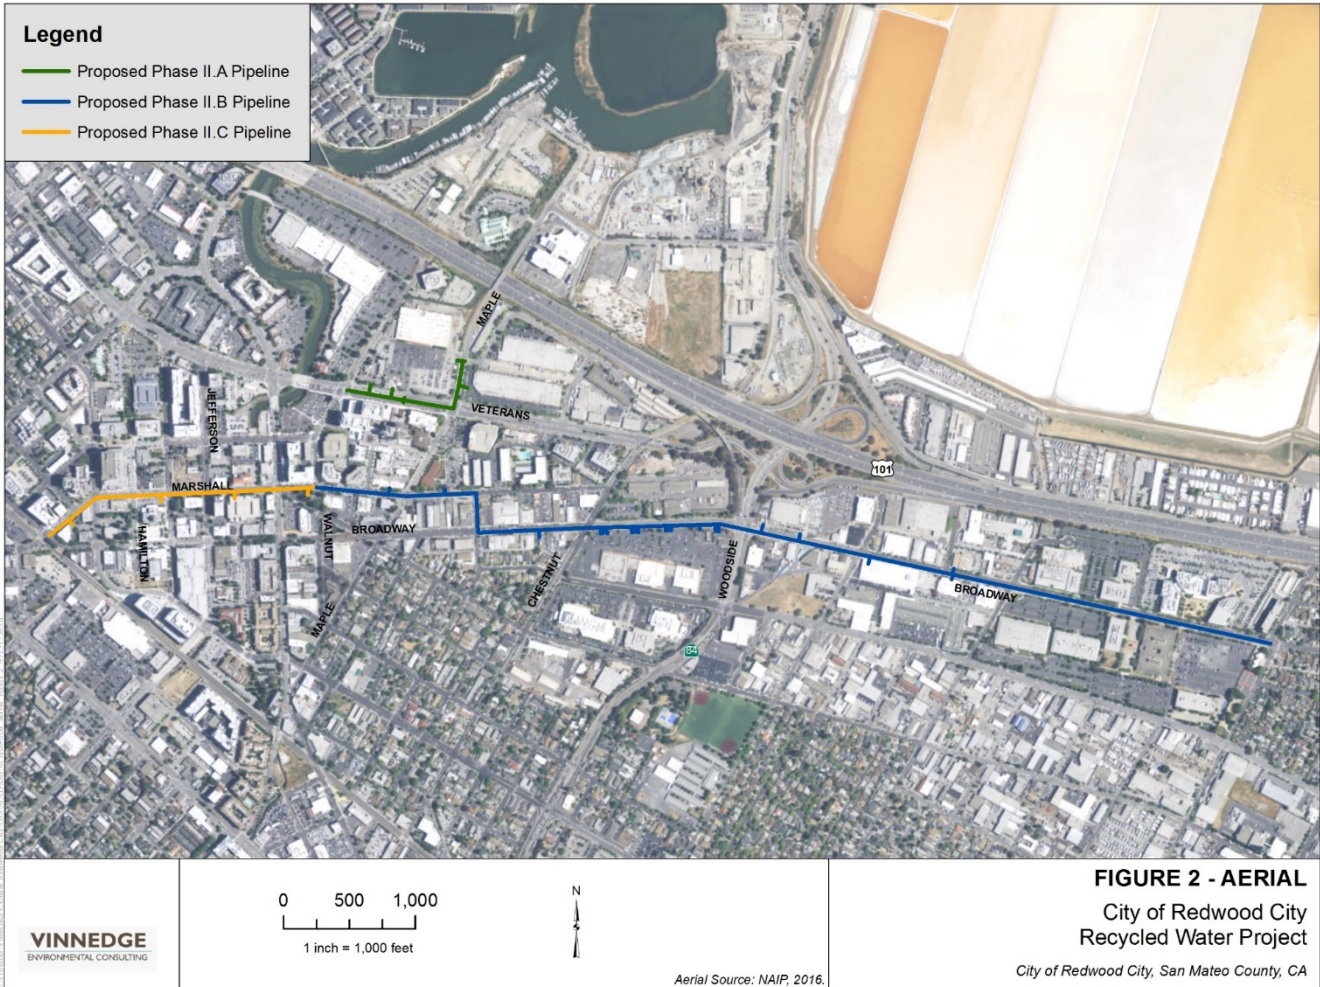 Legend
Proposed Phase II.A Pipeline
Proposed Phase II.B Pipeline
Proposed Phase II.C Pipeline
MAPLE
JEFFERSON
VETERANS
101
MARSHALL
HAMILTON
WALNUT
BROADWAY
CHESTNUT
WOODSIDE
BROADWAY
MAPLE
84
VINNEDGE
ENVIRONMENTAL CONSULTING
0 500 1,000
1 inch = 1,000 feet
N
Aerial Source: NAIP, 2016.
FIGURE 2 - AERIAL
City of Redwood City
Recycled Water Project
City of Redwood City, San Mateo County, CA